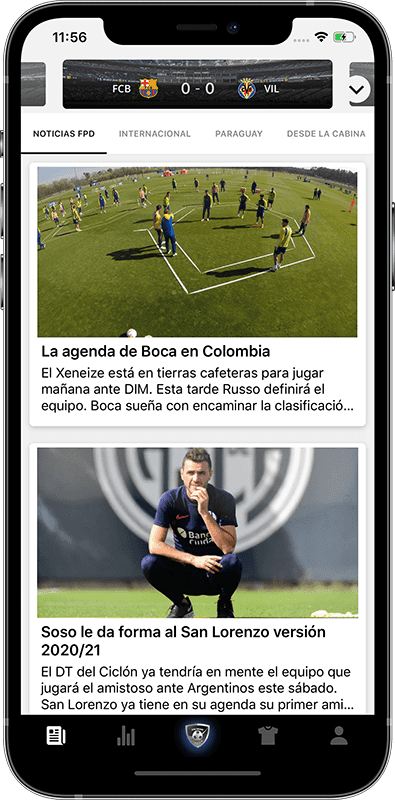 11:56
FCB 0 - 0 VIL
NOTICIAS FPD INTERNACIONAL PARAGUAY DESDE LA CABINA
La agenda de Boca en Colombia
El Xeneize está en tierras cafeteras para jugar
mañana ante DIM. Esta tarde Russo definirá el
equipo. Boca sueña con encaminar la clasificació...
Banco
Ciudad
Soso le da forma al San Lorenzo versión
2020/21
El DT del Ciclón ya tendría en mente el equipo que
jugará el amistoso ante Argentinos este sábado.
San Lorenzo ya tiene en su agenda su primer ami...